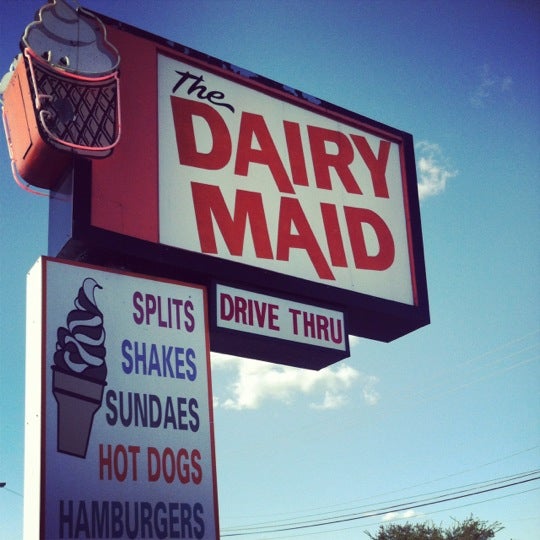 The
DAIRY
MAID
DRIVE THRU
SPLITS
SHAKES
SUNDAES
HOT DOGS
HAMBURGERS